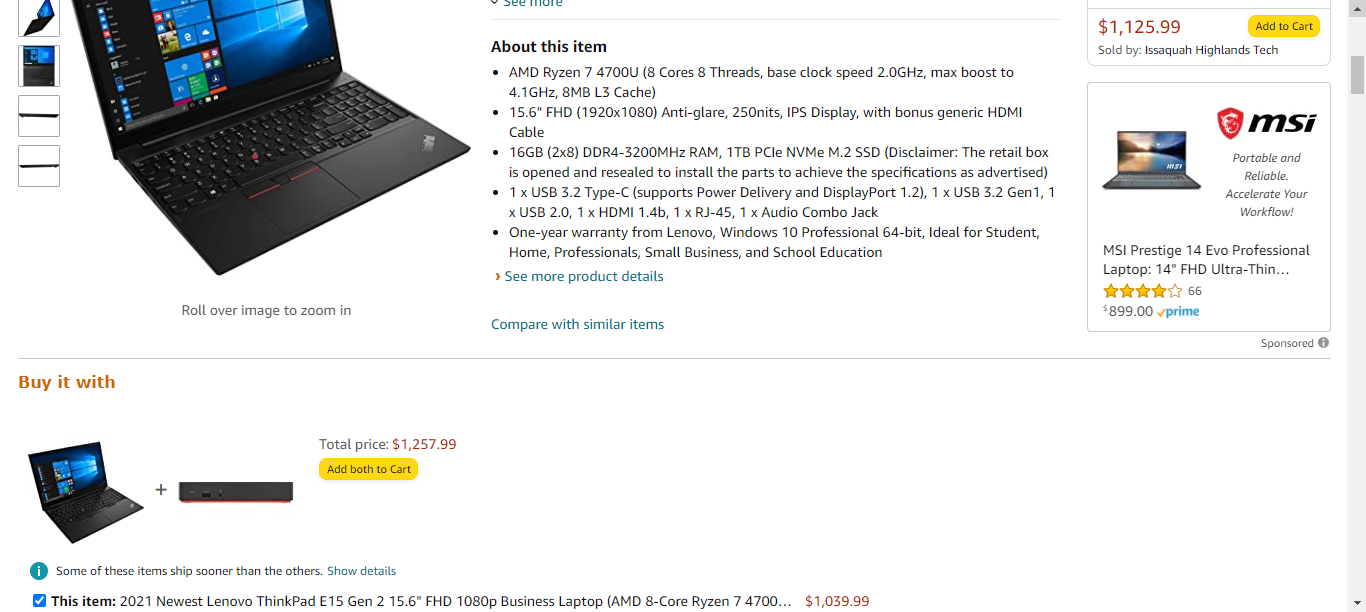 See more
About this item
AMD Ryzen 7 4700U (8 Cores 8 Threads, base clock speed 2.0GHz, max boost to
4.1GHz, 8MB L3 Cache)
15.6" FHD (1920x1080) Anti-glare, 250nits, IPS Display, with bonus generic HDMI
Cable
16GB (2x8) DDR4-3200MHz RAM, 1TB PCIe NVMe M.2 SSD (Disclaimer: The retail box
is opened and resealed to install the parts to achieve the specifications as advertised)
1 x USB 3.2 Type-C (supports Power Delivery and DisplayPort 1.2), 1 x USB 3.2 Gen1, 1
x USB 2.0, 1 x HDMI 1.4b, 1 x RJ-45, 1 x Audio Combo Jack
One-year warranty from Lenovo, Windows 10 Professional 64-bit, Ideal for Student,
Home, Professionals, Small Business, and School Education
› See more product details
Compare with similar items
Roll over image to zoom in
$1,125.99
Add to Cart
Sold by: Issaquah Highlands Tech
msi
Portable and
Reliable.
Accelerate Your
Workflow!
MSI Prestige 14 Evo Professional
Laptop: 14" FHD Ultra-Thin...
66
$899.00 prime
Sponsored
Buy it with
Total price: $1,257.99
Add both to Cart
+
Some of these items ship sooner than the others. Show details
This item: 2021 Newest Lenovo ThinkPad E15 Gen 2 15.6" FHD 1080p Business Laptop (AMD 8-Core Ryzen 7 4700... $1,039.99